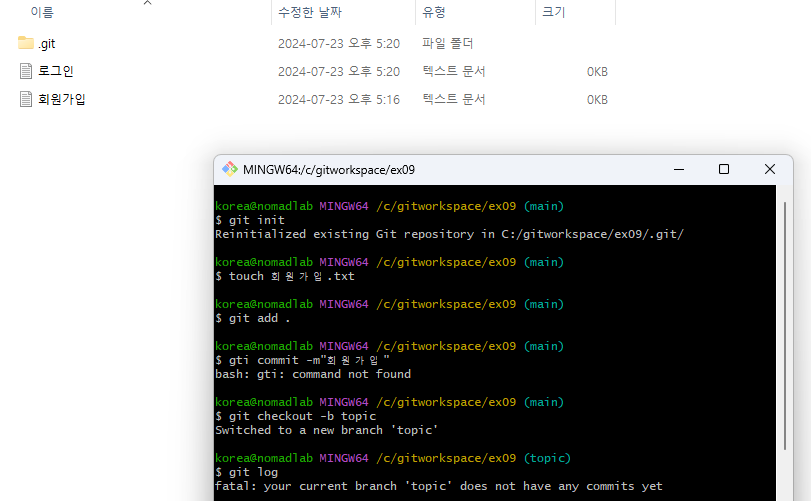 이름 수정한 날짜 유형 크기
.git 2024-07-23 오후 5:20 파일 폴더
로그인 2024-07-23 오후 5:20 텍스트 문서 0KB
회원가입 2024-07-23 오후 5:16 텍스트 문서 0KB
MINGW64:/c/gitworkspace/ex09
korea@nomadlab MINGW64 /c/gitworkspace/ex09 (main)
$ git init
Reinitialized existing Git repository in C:/gitworkspace/ex09/.git/
korea@nomadlab MINGW64 /c/gitworkspace/ex09 (main)
$ touch 회원가입.txt
korea@nomadlab MINGW64 /c/gitworkspace/ex09 (main)
$ git add .
korea@nomadlab MINGW64 /c/gitworkspace/ex09 (main)
$ gti commit -m"회원가입"
bash: gti: command not found
korea@nomadlab MINGW64 /c/gitworkspace/ex09 (main)
$ git checkout -b topic
Switched to a new branch 'topic'
korea@nomadlab MINGW64 /c/gitworkspace/ex09 (topic)
$ git log
fatal: your current branch 'topic' does not have any commits yet